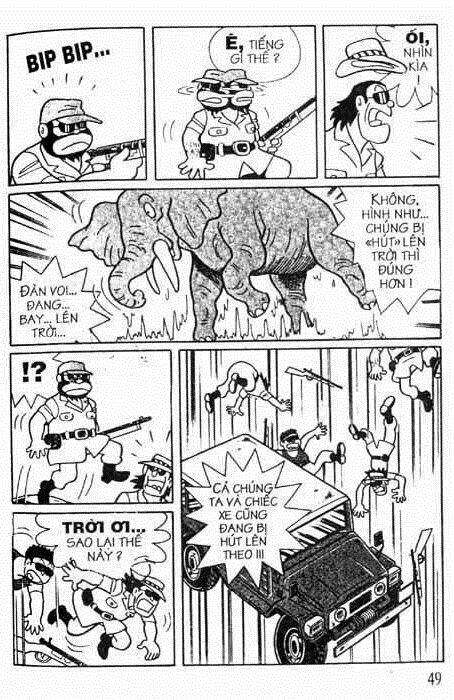 BIP BIP...
Ê, TIẾNG
GÌ THẾ ?
ỐI,
NHÌN
KÌA
!
ĐÀN VOI...
ĐANG...
BAY... LÊN
TRỜI...
KHÔNG,
HÌNH NHƯ...
CHÚNG BỊ
«HÚT» LÊN
TRỜI THÌ
ĐÚNG
HƠN !
!?
CẢ CHÚNG
TA VÀ CHIẾC
XE CŨNG
ĐANG BỊ
HÚT LÊN
THEO !!!
TRỜI ƠI...
SAO LẠI THẾ
NÀY ?
49